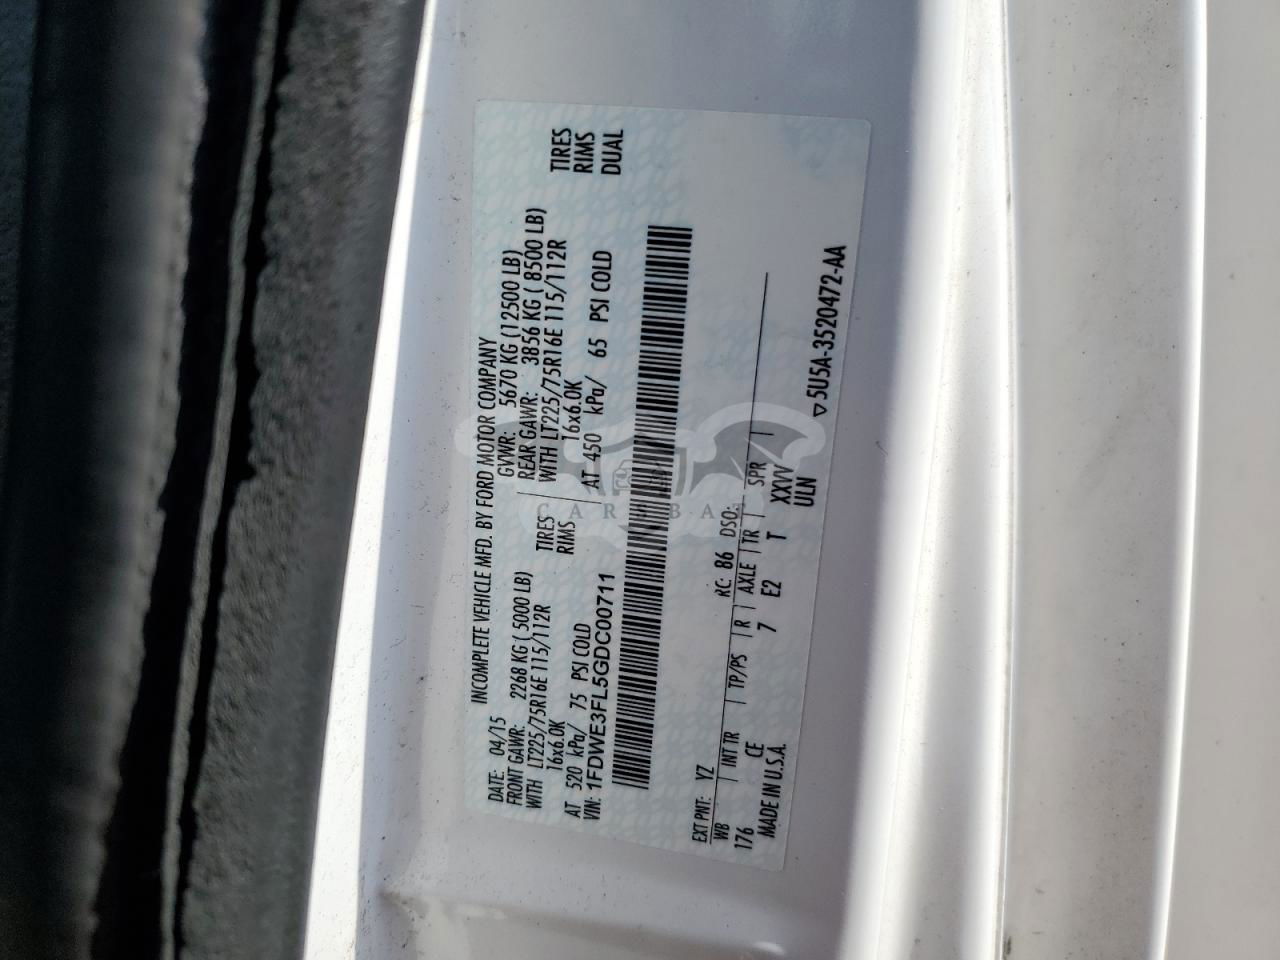 INCOMPLETE VEHICLE MFD. BY FORD MOTOR COMPANY
DATE: 04/15 GVWR: 5670 KG (12500 LB)
FRONT GAWR: 2268 KG ( 5000 LB) REAR GAWR: 3856 KG ( 8500 LB)
WITH LT225/75R16E 115/112R TIRES WITH LT225/75R16E 115/112R TIRES
16x6.0K RIMS 16x6.0K RIMS
AT 520 kPa/ 75 PSI COLD AT 450 kPa/ 65 PSI COLD DUAL
VIN: 1FDWE3FL5GDC00711
EXT PNT: YZ RC: 86 DSO:
WB INT TR TP/PS R AXLE TR SPR
176 CE 7 E2 T XXVV
MADE IN U.S.A. ULN
▽5U5A-3520472-AA
CARSBAT